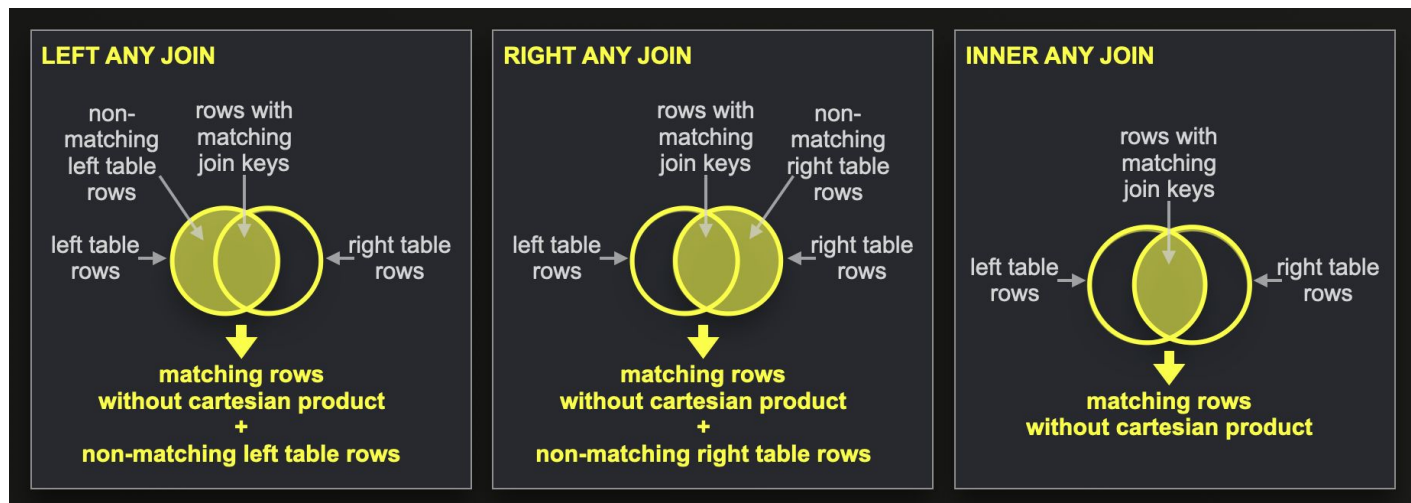 LEFT ANY JOIN
non-
matching
left table
rows
rows with
matching
join keys
left table
rows
right table
rows
matching rows
without cartesian product
+
non-matching left table rows
RIGHT ANY JOIN
rows with
matching
join keys
non-
matching
right table
rows
left table
rows
right table
rows
matching rows
without cartesian product
+
non-matching right table rows
INNER ANY JOIN
rows with
matching
join keys
left table
rows
right table
rows
matching rows
without cartesian product